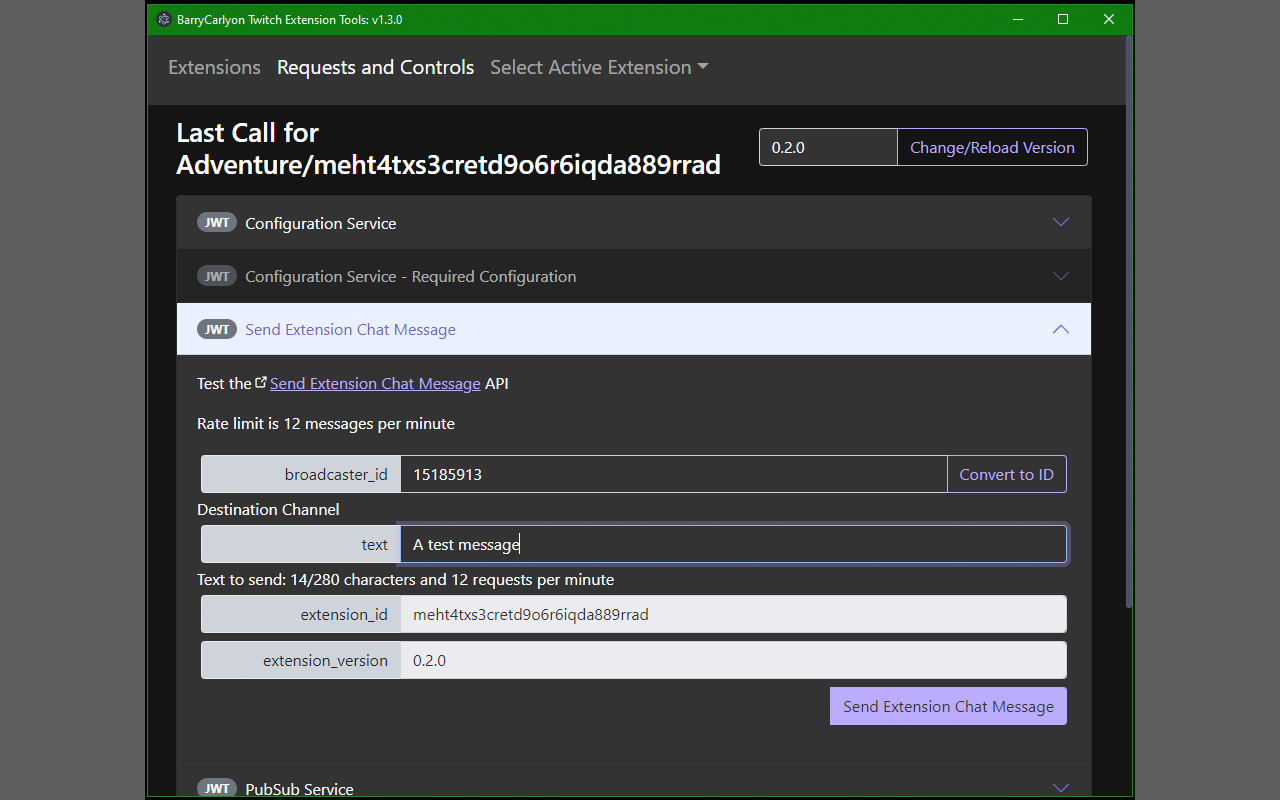 BarryCarlyon Twitch Extension Tools: v1.3.0
Extensions Requests and Controls Select Active Extension
Last Call for
Adventure/meht4txs3cretd9o6r6iqda889rrad
0.2.0 Change/Reload Version
JWT Configuration Service
JWT Configuration Service - Required Configuration
JWT Send Extension Chat Message
Test the Send Extension Chat Message API
Rate limit is 12 messages per minute
broadcaster_id 15185913 Convert to ID
Destination Channel
text A test message
Text to send: 14/280 characters and 12 requests per minute
extension_id meht4txs3cretd9o6r6iqda889rrad
extension_version 0.2.0
Send Extension Chat Message
JWT PubSub Service